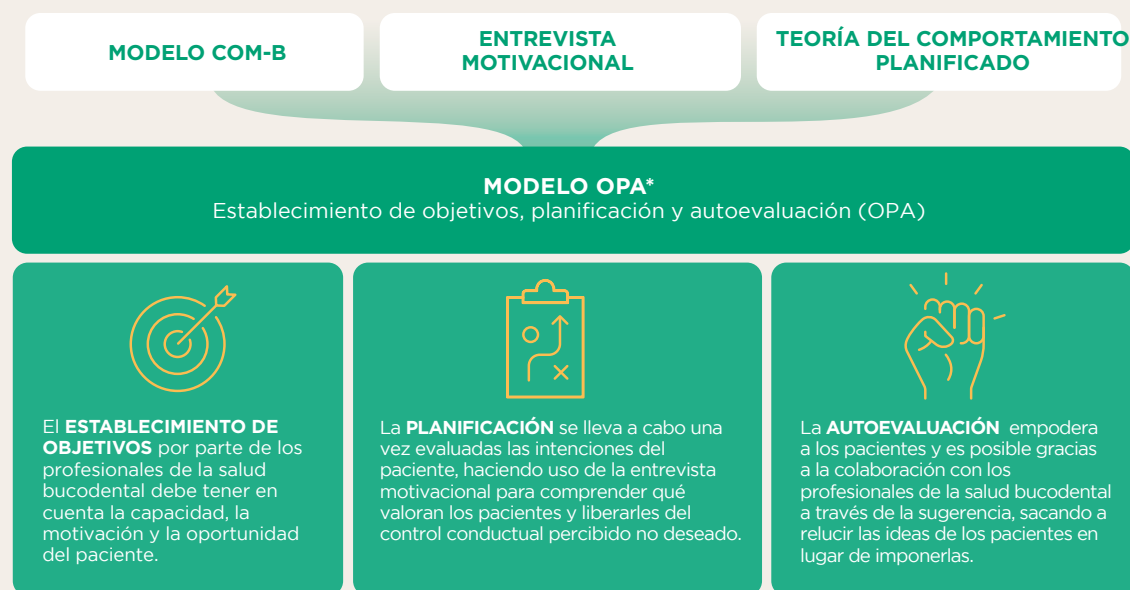 MODELO COM-B
ENTREVISTA
MOTIVACIONAL
TEORÍA DEL COMPORTAMIENTO
PLANIFICADO
MODELO OPA*
Establecimiento de objetivos, planificación y autoevaluación (OPA)
El ESTABLECIMIENTO DE
OBJETIVOS por parte de los
profesionales de la salud
bucodental debe tener en
cuenta la capacidad, la
motivación y la oportunidad
del paciente.
La PLANIFICACIÓN se lleva a cabo una
vez evaluadas las intenciones del
paciente, haciendo uso de la entrevista
motivacional para comprender qué
valoran los pacientes y liberarles del
control conductual percibido no deseado.
La AUTOEVALUACIÓN empodera
a los pacientes y es posible gracias
a la colaboración con los
profesionales de la salud bucodental
a través de la sugerencia, sacando a
relucir las ideas de los pacientes en
lugar de imponerlas.